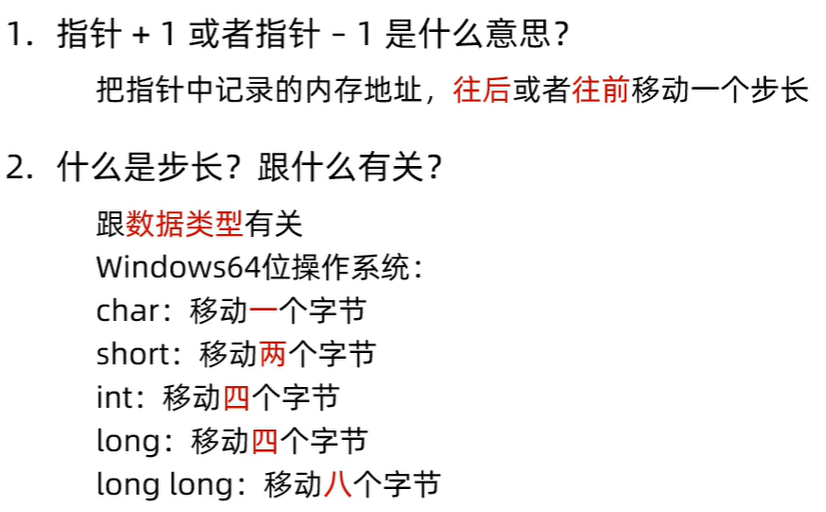 1. 指针 + 1 或者指针 – 1 是什么意思？
把指针中记录的内存地址，往后或者往前移动一个步长
2. 什么是步长？跟什么有关？
跟数据类型有关
Windows64位操作系统：
char：移动一个字节
short：移动两个字节
int：移动四个字节
long：移动四个字节
long long：移动八个字节